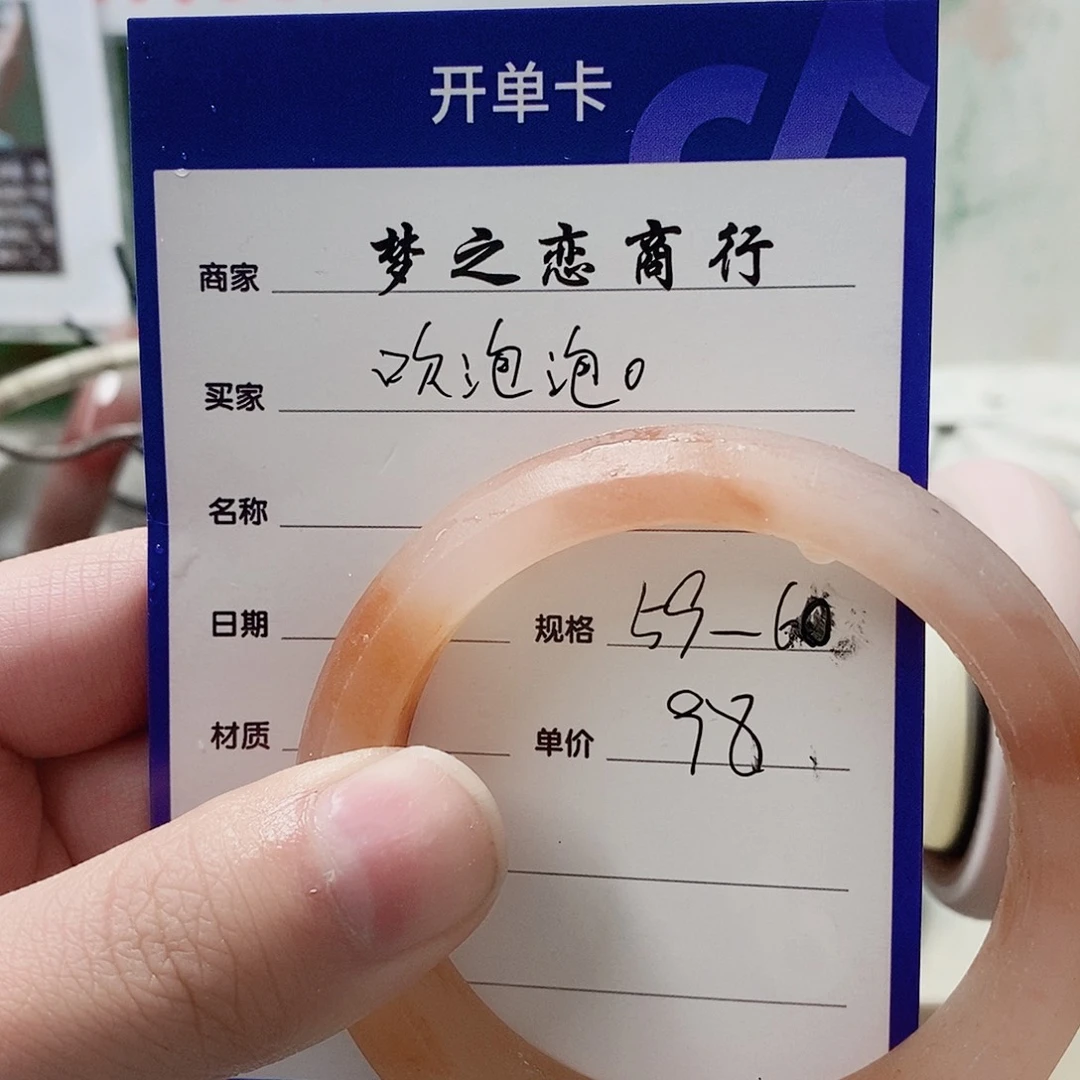 开单卡
商家 梦之恋商行
买家 吹泡泡。
名称
日期 规格 59-60
材质 单价 98